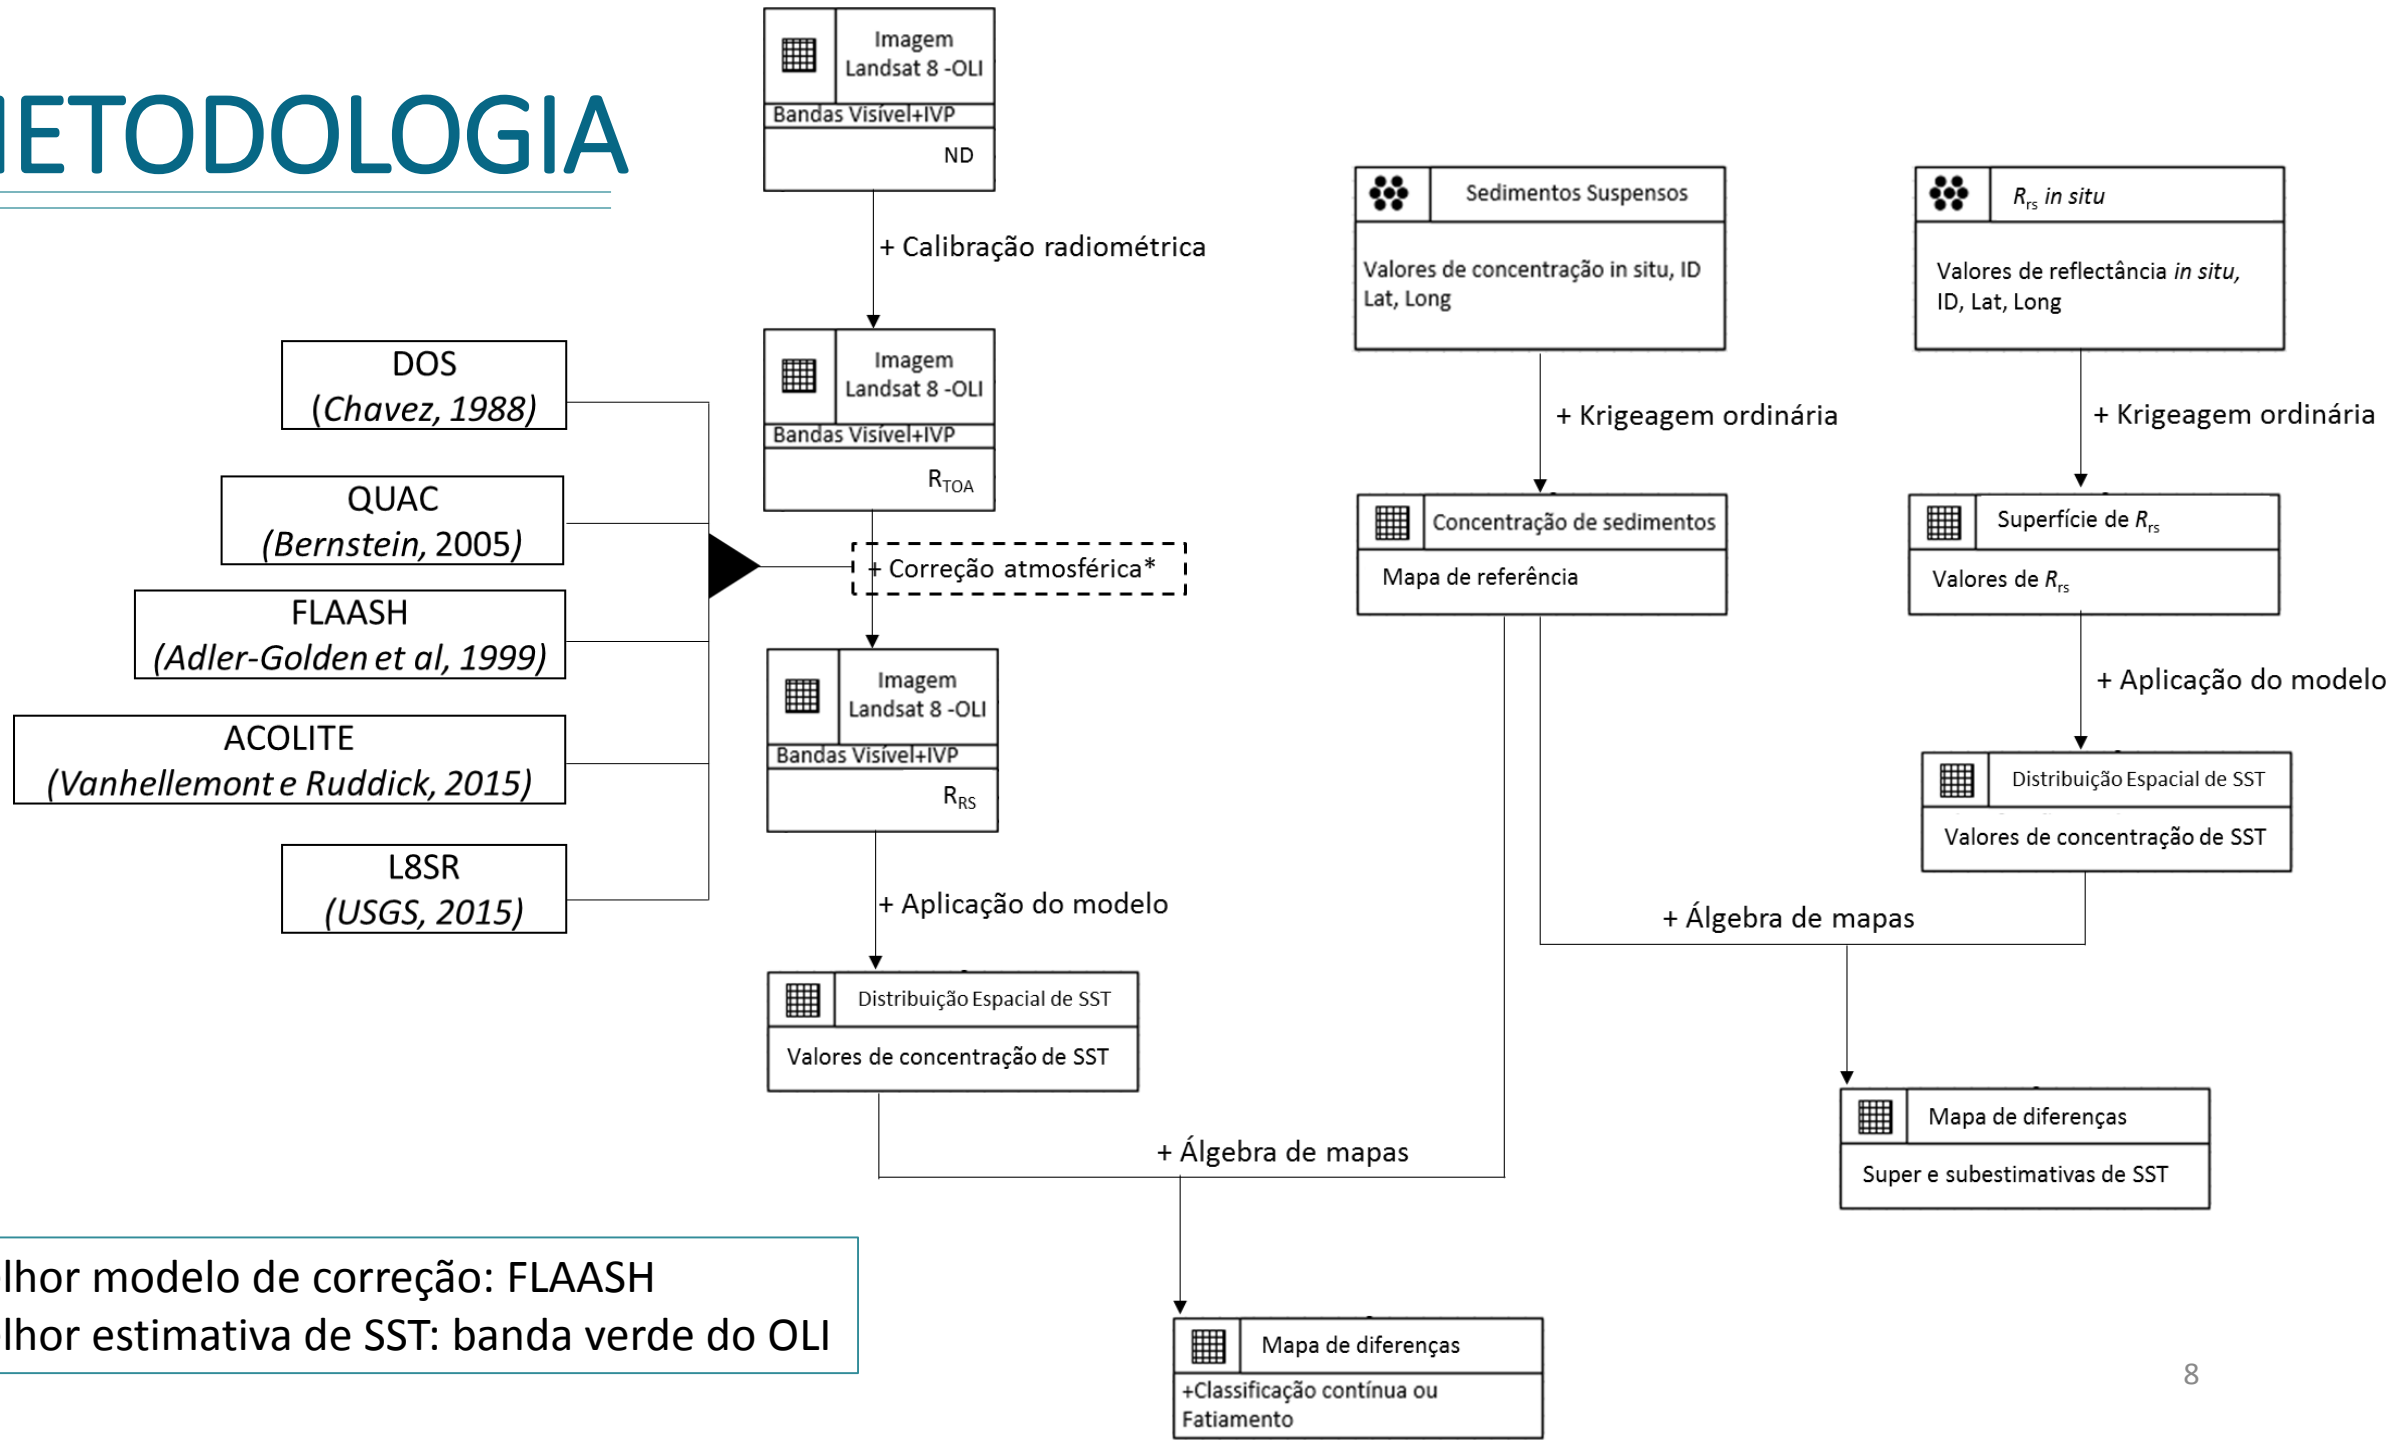 IETODOLOGIA
Imagem
Landsat 8 -OLI
Bandas Visível+IVP
ND
+ Calibração radiométrica
Imagem
Landsat 8 -OLI
Bandas Visível+IVP
R_TOA
+ Correção atmosférica*
DOS
(Chavez, 1988)
QUAC
(Bernstein, 2005)
FLAASH
(Adler-Golden et al, 1999)
ACOLITE
(Vanhellemont e Ruddick, 2015)
L8SR
(USGS, 2015)
Imagem
Landsat 8 -OLI
Bandas Visível+IVP
R_RS
+ Aplicação do modelo
Distribuição Espacial de SST
Valores de concentração de SST
+ Álgebra de mapas
Sedimentos Suspensos
Valores de concentração in situ, ID
Lat, Long
+ Krigeagem ordinária
Concentração de sedimentos
Mapa de referência
R_rs in situ
Valores de reflectância in situ,
ID, Lat, Long
+ Krigeagem ordinária
Superfície de R_rs
Valores de R_rs
+ Aplicação do modelo
Distribuição Espacial de SST
Valores de concentração de SST
+ Álgebra de mapas
Mapa de diferenças
Super e subestimativas de SST
Mapa de diferenças
+Classificação contínua ou
Fatiamento
lhor modelo de correção: FLAASH
lhor estimativa de SST: banda verde do OLI
8